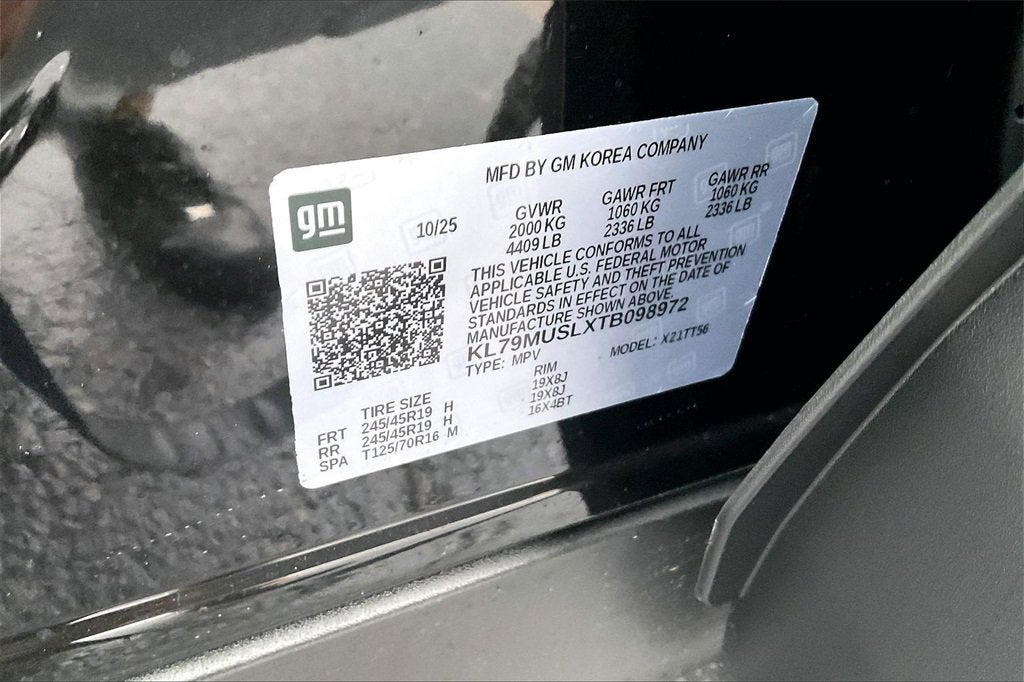 MFD BY GM KOREA COMPANY
gm
10/25
GVWR
2000 KG
4409 LB
GAWR FRT
1060 KG
2336 LB
GAWR RR
1060 KG
2336 LB
THIS VEHICLE CONFORMS TO ALL
APPLICABLE U.S. FEDERAL MOTOR
VEHICLE SAFETY AND THEFT PREVENTION
STANDARDS IN EFFECT ON THE DATE OF
MANUFACTURE SHOWN ABOVE.
KL79MUSLXTB098972
TYPE: MPV MODEL: X21TT56
TIRE SIZE RIM
FRT 245/45R19 H 19X8J
RR 245/45R19 H 19X8J
SPA T125/70R16 M 16X4BT